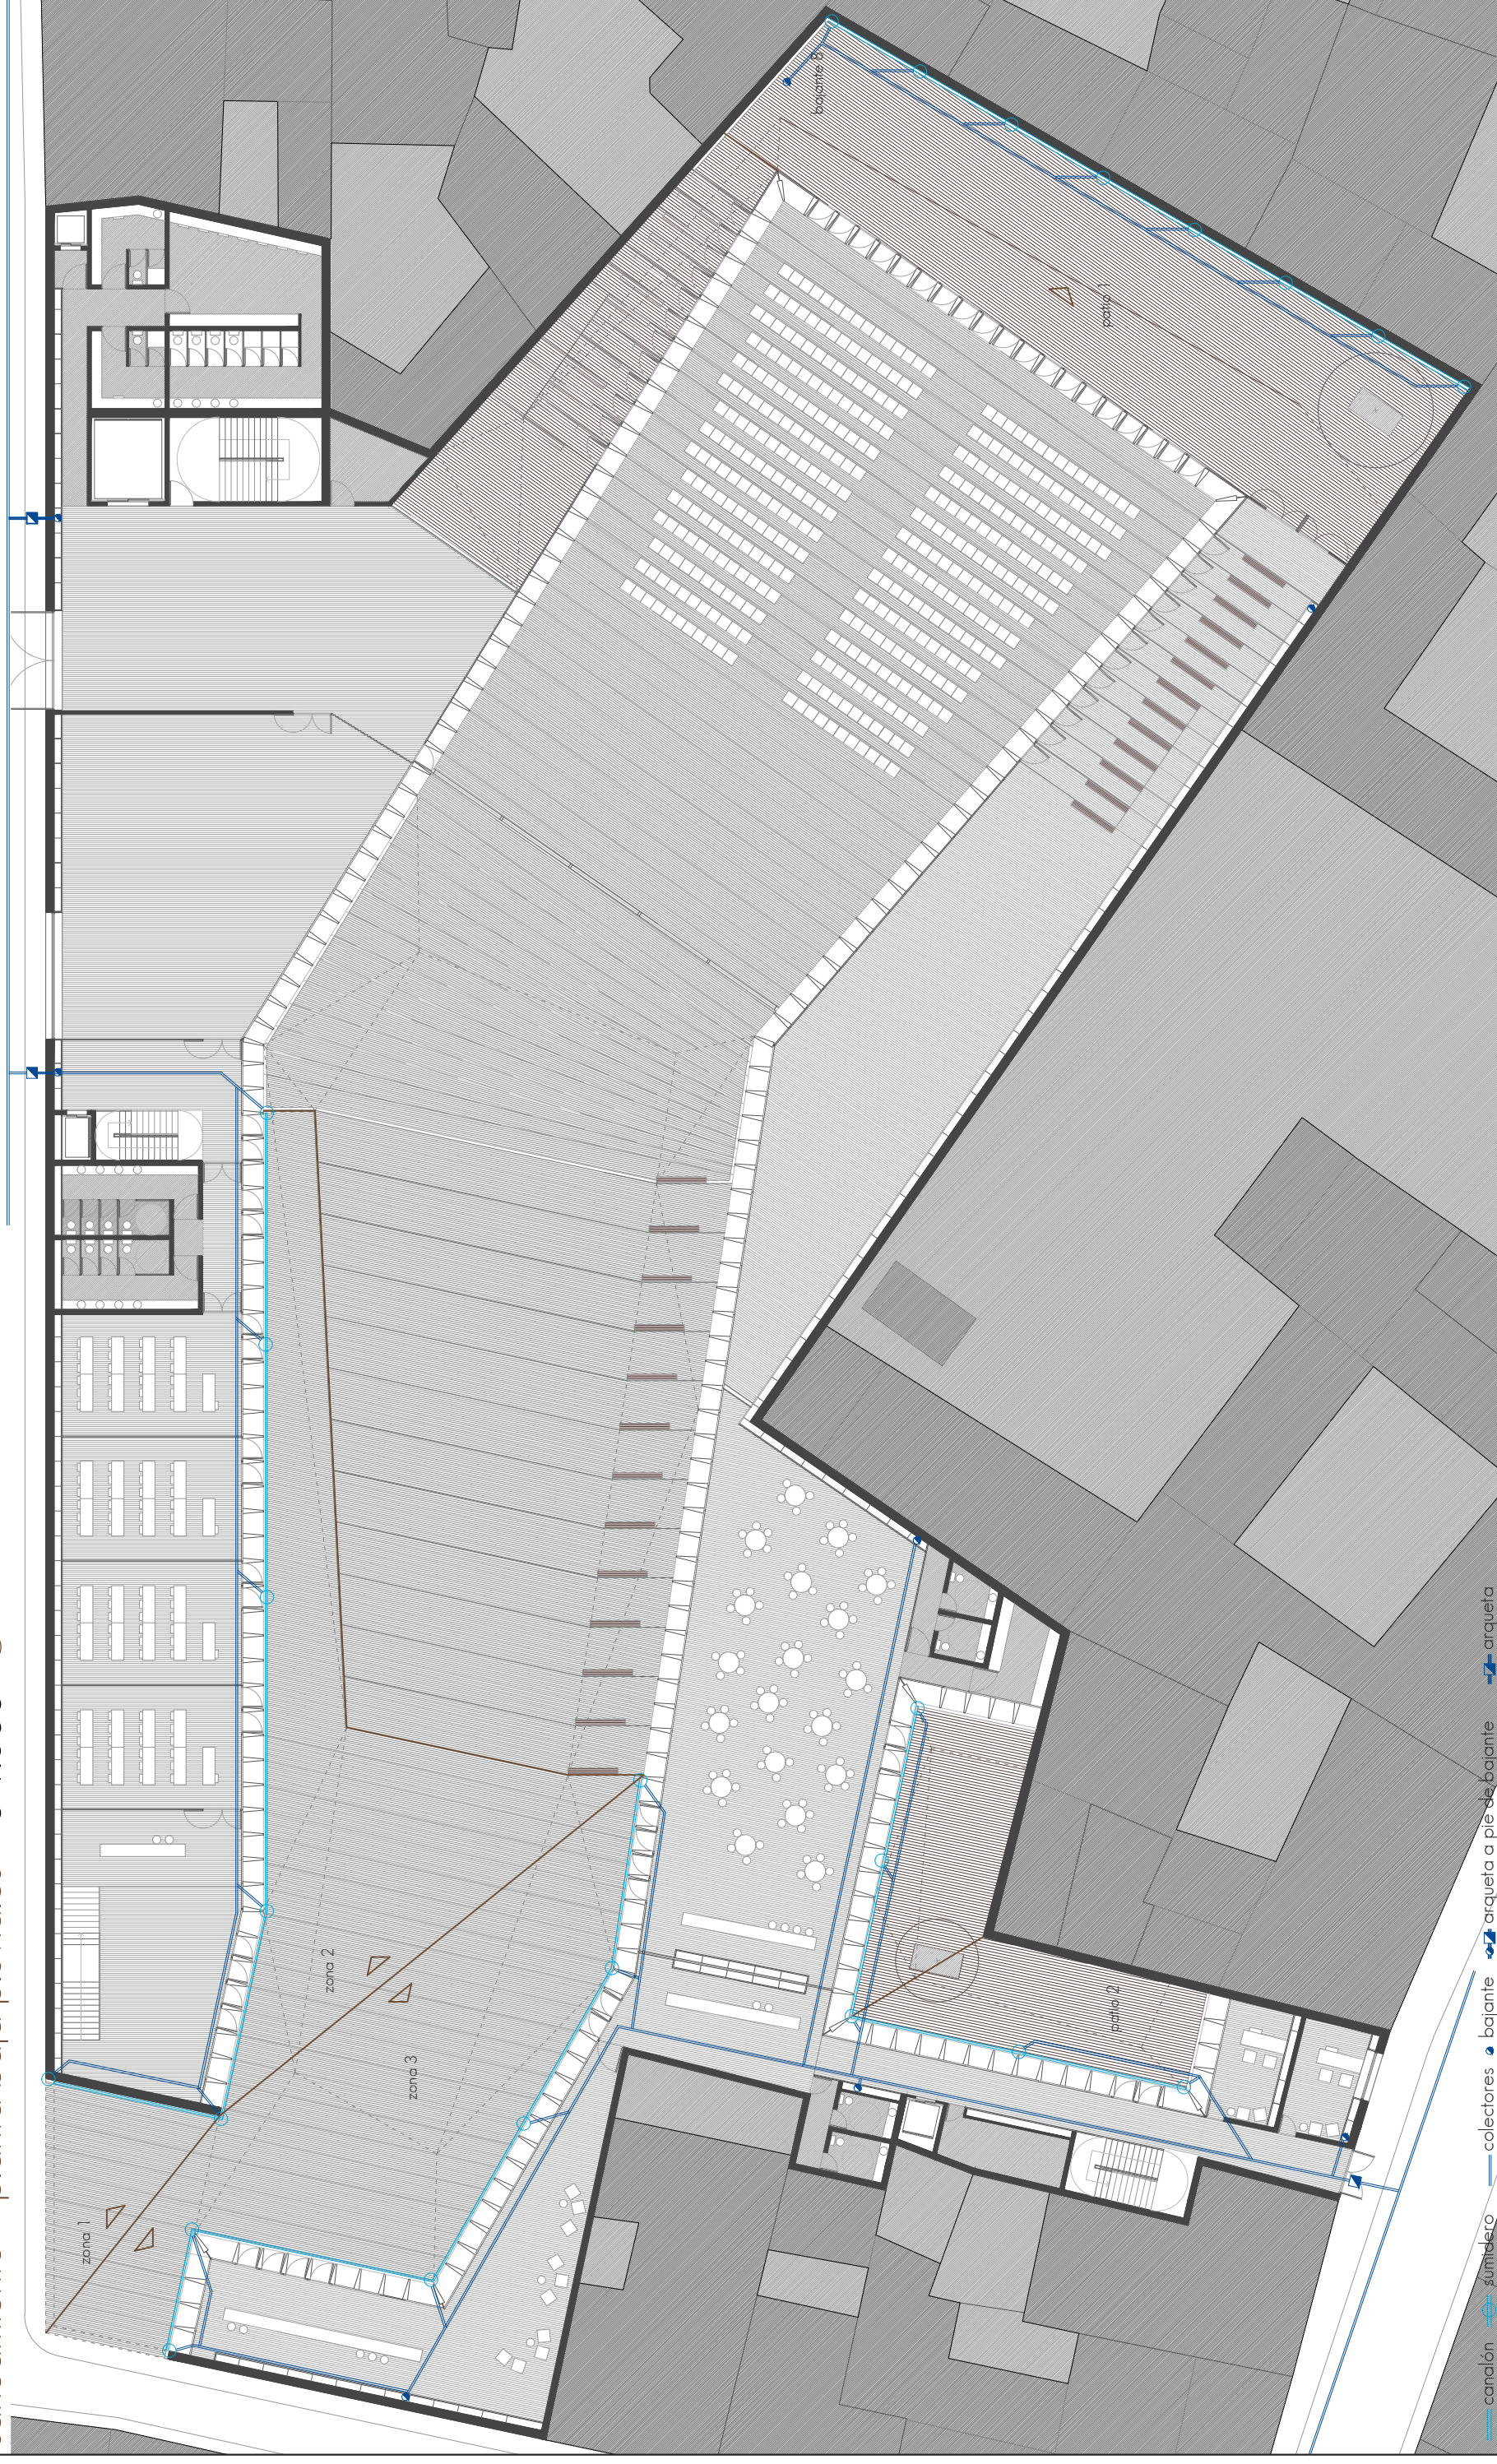 bajante 8
patio 1
zona 2
zona 3
zona 1
patio 2
canalón
sumidero
colectores
bajante
arqueta a pie de bajante
arqueta